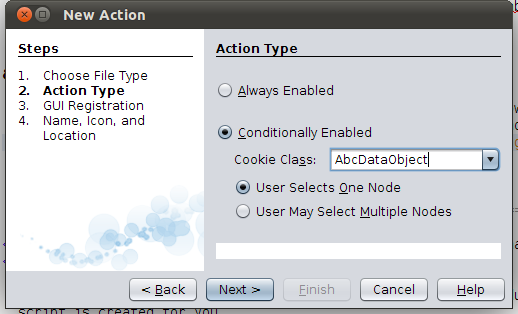 New Action
Steps
1. Choose File Type
2. Action Type
3. GUI Registration
4. Name, Icon, and
Location
Action Type
Always Enabled
Conditionally Enabled
Cookie Class: AbcDataObject
User Selects One Node
User May Select Multiple Nodes
< Back
Next >
Finish
Cancel
Help
script is created for you